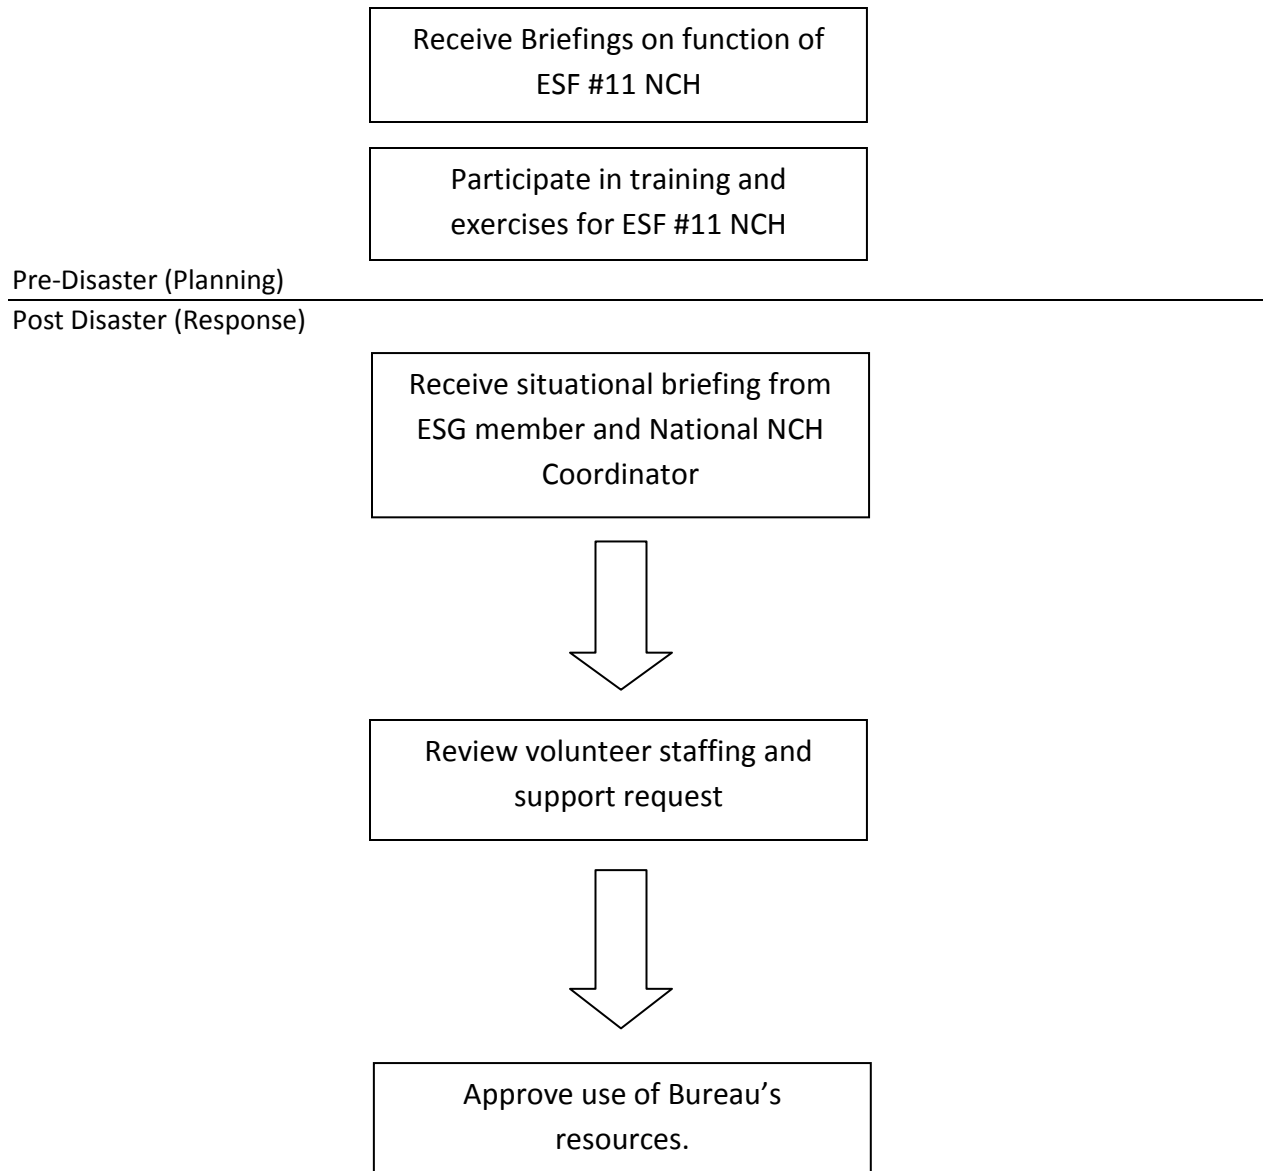 Receive Briefings on function of
ESF #11 NCH
Participate in training and
exercises for ESF #11 NCH
Pre-Disaster (Planning)
Post Disaster (Response)
Receive situational briefing from
ESG member and National NCH
Coordinator
Review volunteer staffing and
support request
Approve use of Bureau’s
resources.